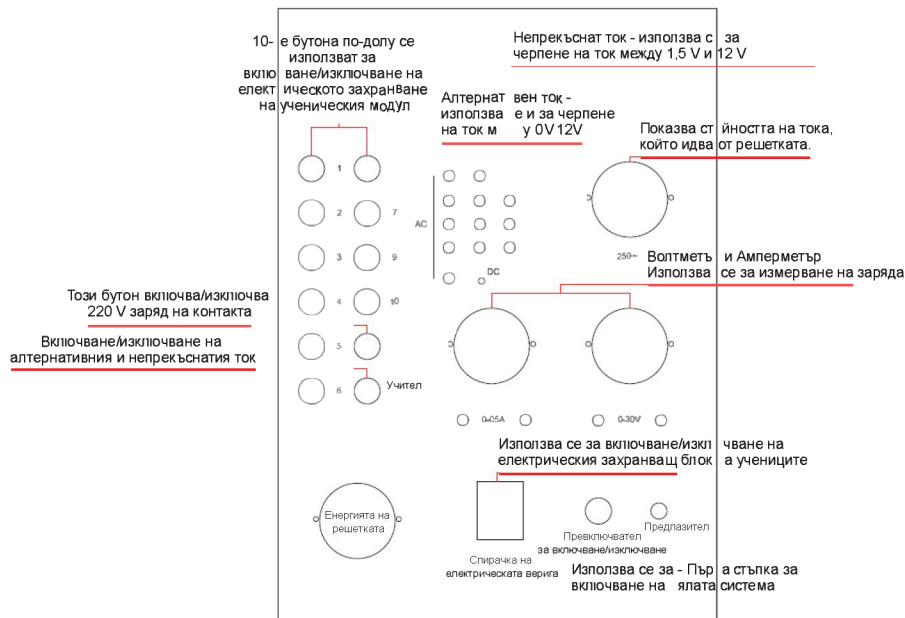 10- е бутона по-долу се
използват за
вклю ване/изключване на
елект ическото захранване
на ученическия модул
Непрекъснат ток - използва с за
черпене на ток между 1,5 V и 12 V
Алтернат вен ток -
използва е и за черпене
на ток м у 0V 12V
Показва ст йността на тока,
който идва от решетката.
1
2 7
3 9
4 10
5
6 Учител
AC
DC
250~
Волтметъ и Амперметър
Използва се за измерване на заряда
Този бутон включва/изключва
220 V заряд на контакта
Включване/изключване на
алтернативния и непрекъснатия ток
0-05A
0-30V
Използва се за включване/изкл чване на
електрическия захранващ блок а учениците
Енергията на
решетката
Спирачка на
електрическата верига
Превключвател
за включване/изключване
Предпазител
Използва се за - Пър а стъпка за
включване на ялата система